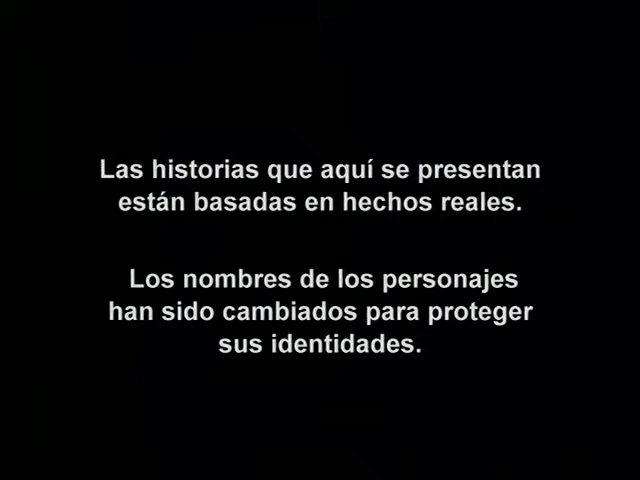 Las historias que aquí se presentan
están basadas en hechos reales.
Los nombres de los personajes
han sido cambiados para proteger
sus identidades.